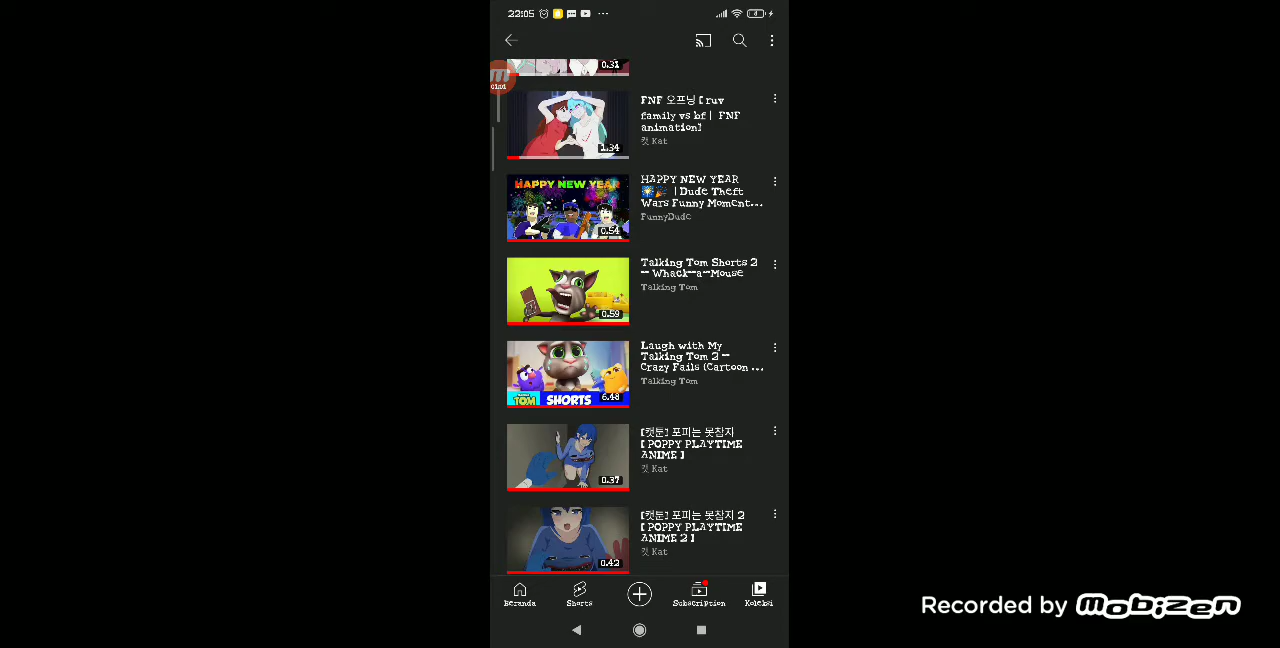 22:05
0:31
FNF 오프닝 [ ruv
family vs bf | FNF
animation]
캣 Kat
1:34
HAPPY NEW YEAR
HAPPY NEW YEAR
🎇🎉 | Dude Theft
Wars Funny Moment...
FunnyDude
0:54
Talking Tom Shorts 2
- Whack-a-Mouse
Talking Tom
0:59
Laugh with My
Talking Tom 2 -
Crazy Fails (Cartoon ...
Talking Tom
TOM SHORTS
6:48
[캣툰] 포피는 못참지
[ POPPY PLAYTIME
ANIME ]
캣 Kat
0:37
[캣툰] 포피는 못참지 2
[ POPPY PLAYTIME
ANIME 2 ]
캣 Kat
0:42
Beranda
Shorts
Subscription
Koleksi
Recorded by mobizen